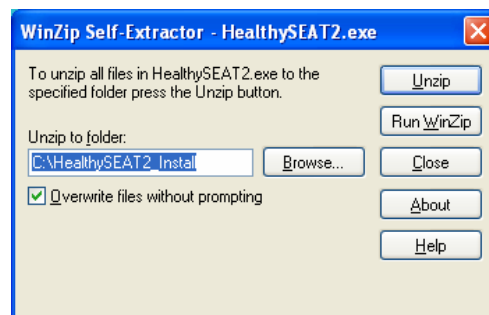 WinZip Self-Extractor - HealthySEAT2.exe
To unzip all files in HealthySEAT2.exe to the
specified folder press the Unzip button.
Unzip to folder:
C:\HealthySEAT2_Install
Browse...
Overwrite files without prompting
Unzip
Run WinZip
Close
About
Help